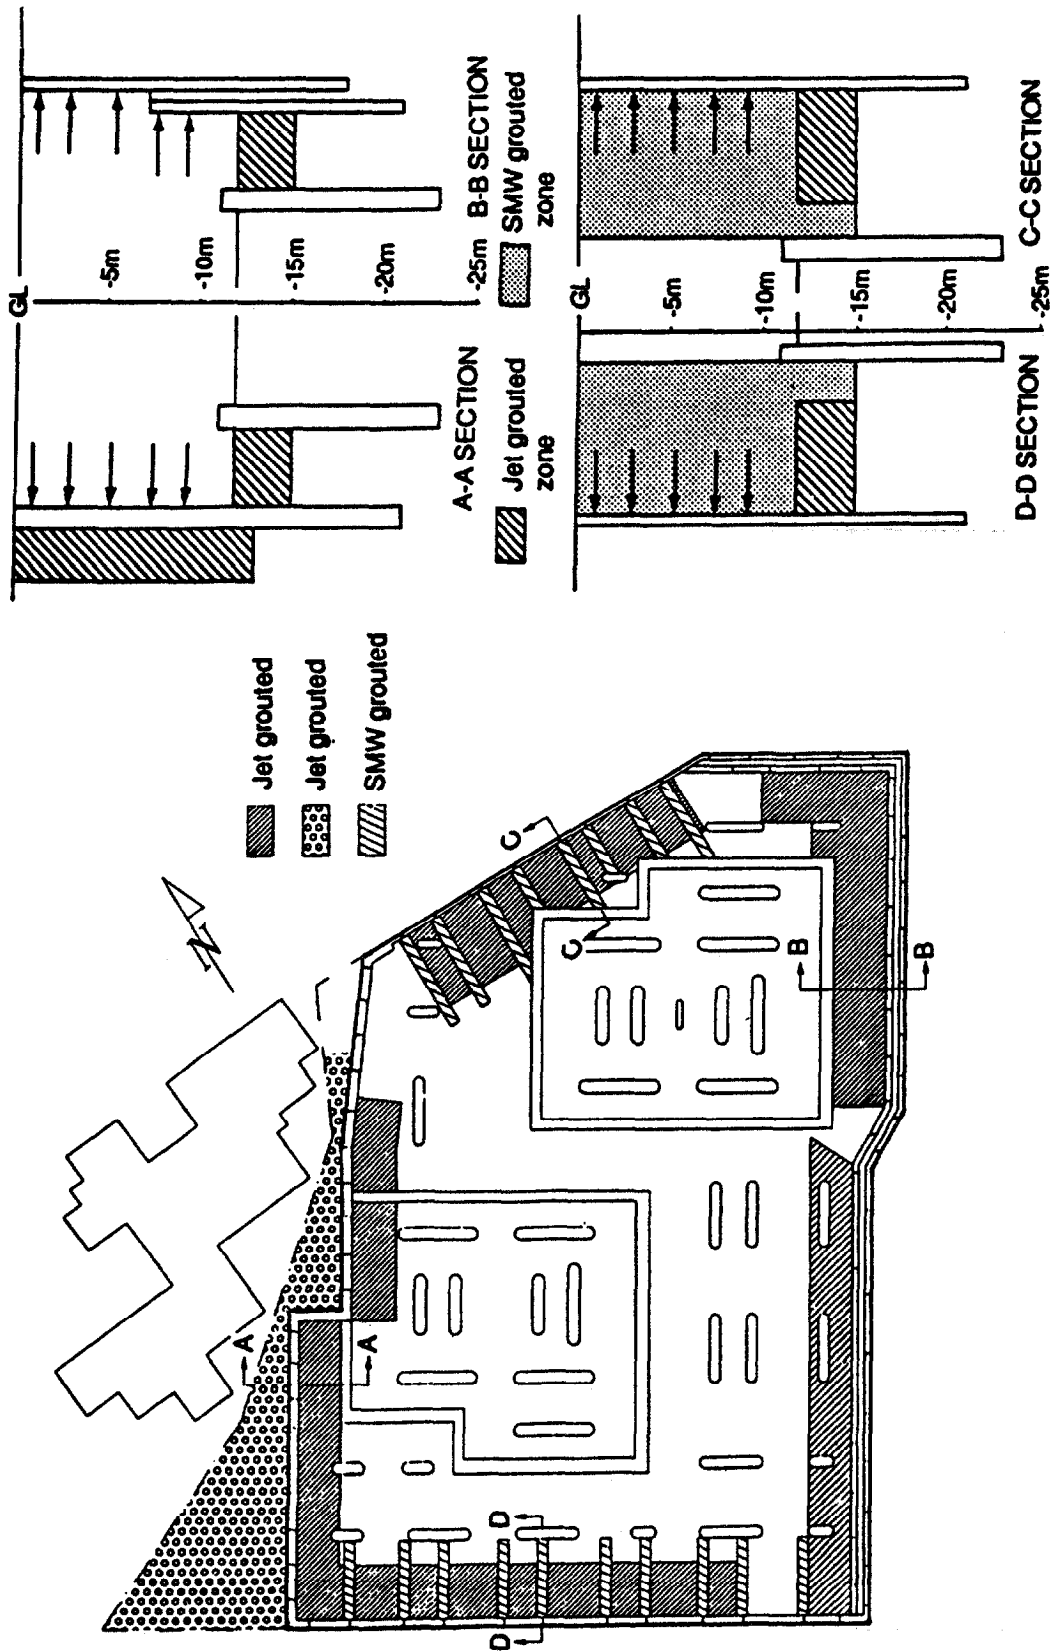 GL
-5m
-10m
-15m
-20m
-25m
A-A SECTION
B-B SECTION
Jet grouted
zone
SMW grouted
zone
GL
-5m
-10m
-15m
-20m
-25m
D-D SECTION
C-C SECTION
Jet grouted
Jet grouted
SMW grouted
N
A
A
B
B
C
C
D
D